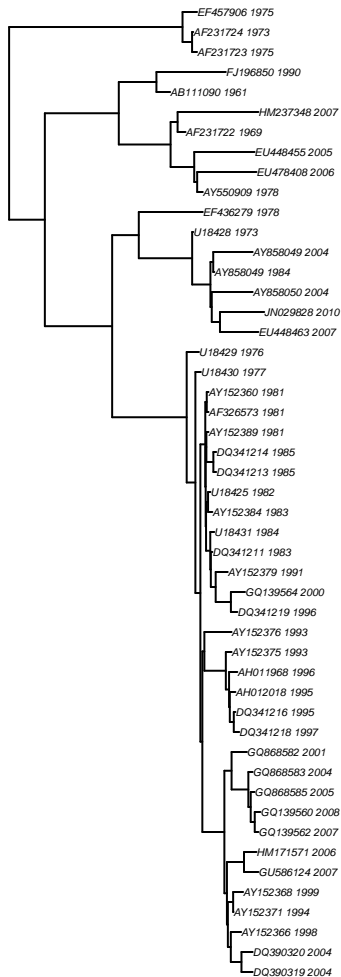 EF457906 1975
AF231724 1973
AF231723 1975
FJ196850 1990
AB111090 1961
HM237348 2007
AF231722 1969
EU448455 2005
EU478408 2006
AY550909 1978
EF436279 1978
U18428 1973
AY858049 2004
AY858049 1984
AY858050 2004
JN029828 2010
EU448463 2007
U18429 1976
U18430 1977
AY152360 1981
AF326573 1981
AY152389 1981
DQ341214 1985
DQ341213 1985
U18425 1982
AY152384 1983
U18431 1984
DQ341211 1983
AY152379 1991
GQ139564 2000
DQ341219 1996
AY152376 1993
AY152375 1993
AH011968 1996
AH012018 1995
DQ341216 1995
DQ341218 1997
GQ868582 2001
GQ868583 2004
GQ868585 2005
GQ139560 2008
GQ139562 2007
HM171571 2006
GU586124 2007
AY152368 1999
AY152371 1994
AY152366 1998
DQ390320 2004
DQ390319 2004